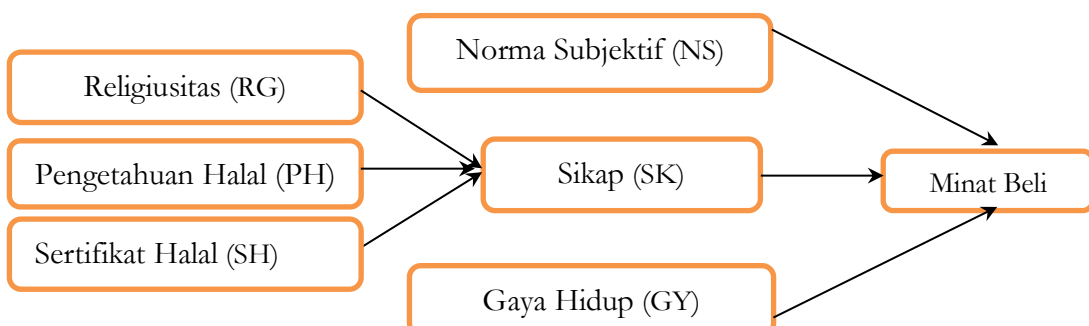 Norma Subjektif (NS)
Religiusitas (RG)
Pengetahuan Halal (PH)
Sikap (SK)
Minat Beli
Sertifikat Halal (SH)
Gaya Hidup (GY)